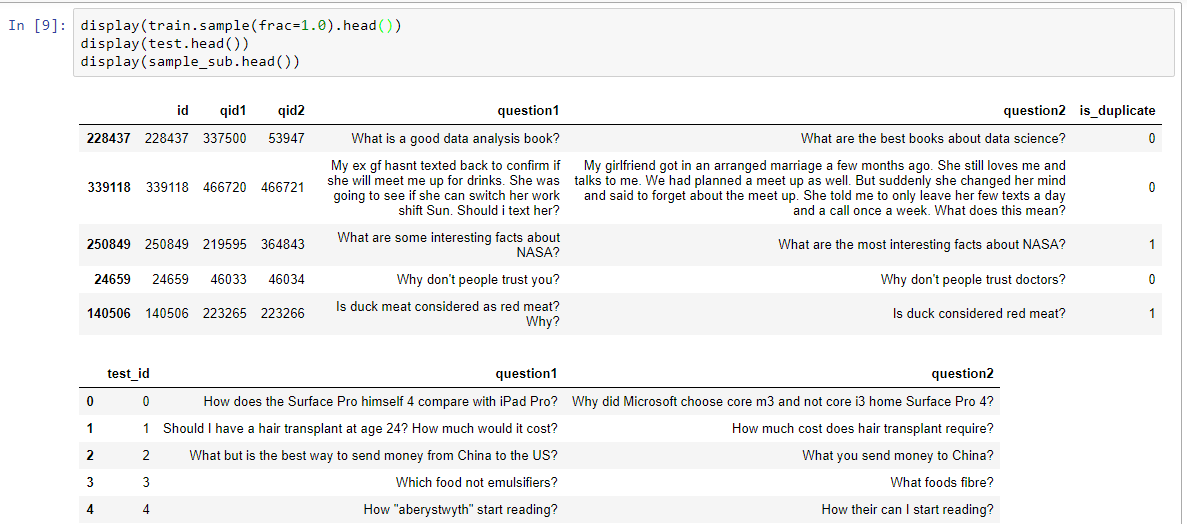 In [9]: display(train.sample(frac=1.0).head())
display(test.head())
display(sample_sub.head())
id qid1 qid2 question1 question2 is_duplicate
228437 228437 337500 53947 What is a good data analysis book? What are the best books about data science? 0
339118 339118 466720 466721 My ex gf hasnt texted back to confirm if she will meet me up for drinks. She was going to see if she can switch her work shift Sun. Should i text her? My girlfriend got in an arranged marriage a few months ago. She still loves me and talks to me. We had planned a meet up as well. But suddenly she changed her mind and said to forget about the meet up. She told me to only leave her few texts a day and a call once a week. What does this mean? 0
250849 250849 219595 364843 What are some interesting facts about NASA? What are the most interesting facts about NASA? 1
24659 24659 46033 46034 Why don't people trust you? Why don't people trust doctors? 0
140506 140506 223265 223266 Is duck meat considered as red meat? Why? Is duck considered red meat? 1
test_id question1 question2
0 0 How does the Surface Pro himself 4 compare with iPad Pro? Why did Microsoft choose core m3 and not core i3 home Surface Pro 4?
1 1 Should I have a hair transplant at age 24? How much would it cost? How much cost does hair transplant require?
2 2 What but is the best way to send money from China to the US? What you send money to China?
3 3 Which food not emulsifiers? What foods fibre?
4 4 How "aberystwyth" start reading? How their can I start reading?